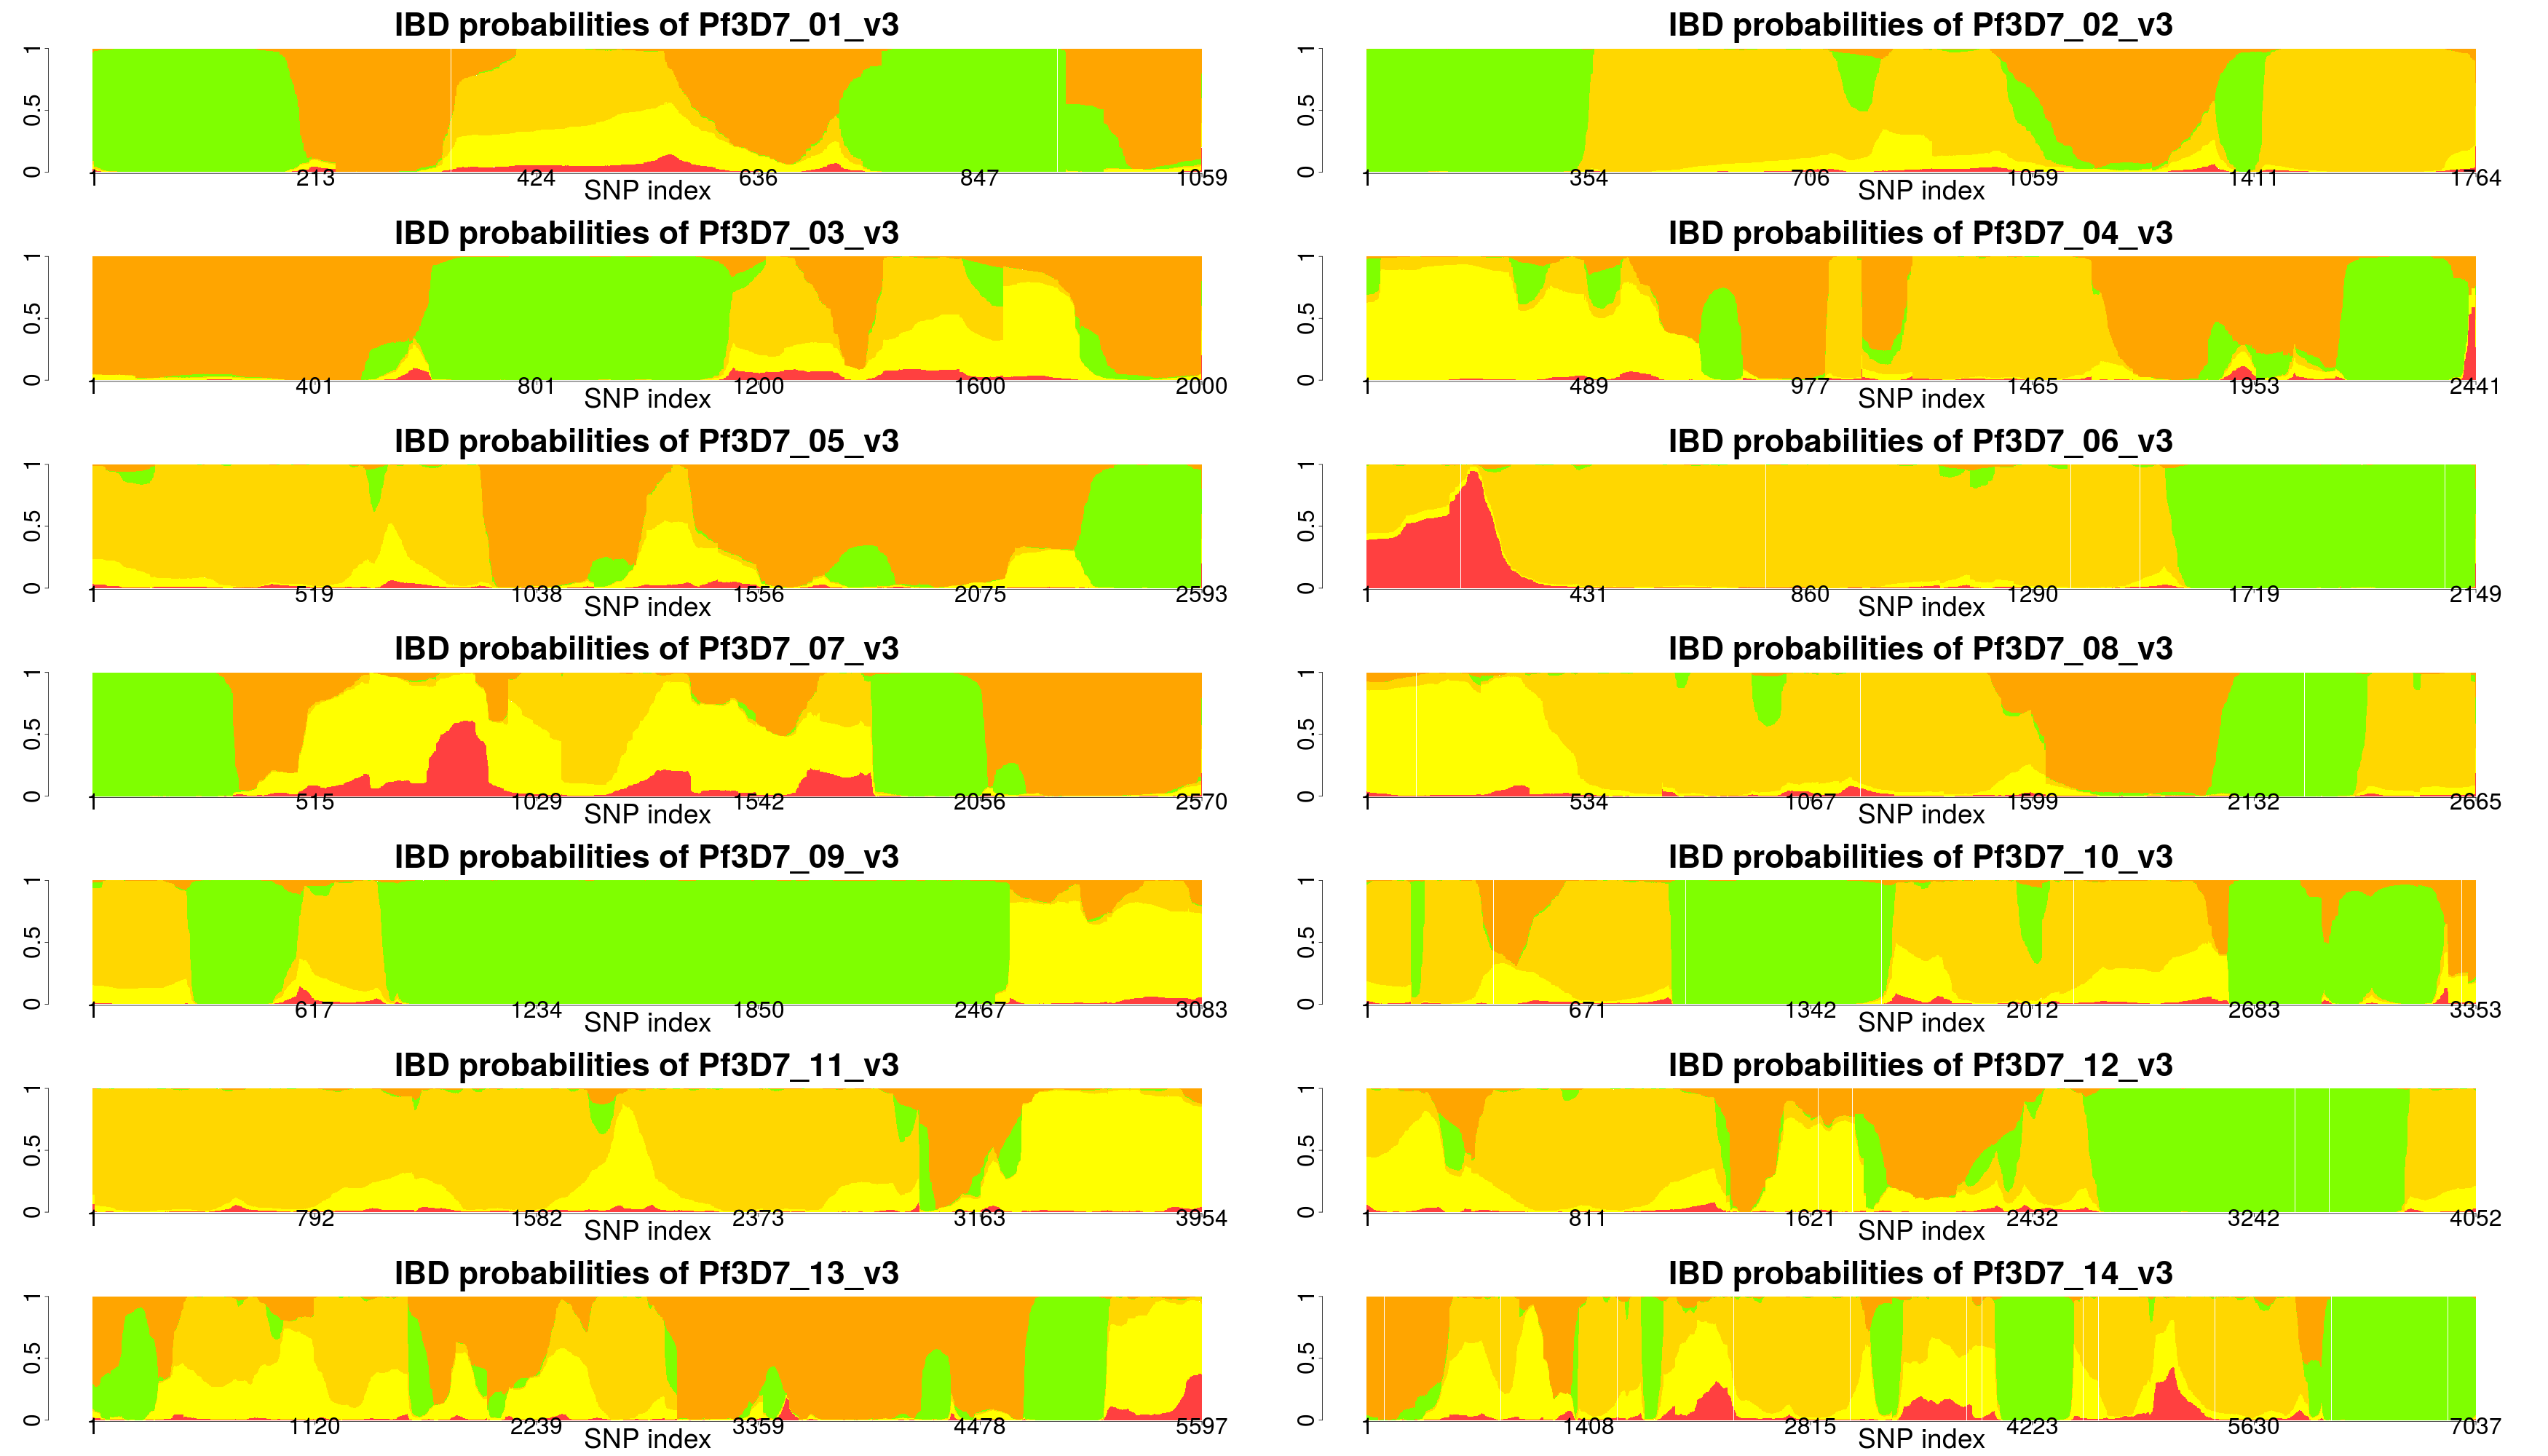 IBD probabilities of Pf3D7_01_v3
0 0.5 1
1 213 424 636 847 1059
SNP index
IBD probabilities of Pf3D7_02_v3
0 0.5 1
1 354 706 1059 1411 1764
SNP index
IBD probabilities of Pf3D7_03_v3
0 0.5 1
1 401 801 1200 1600 2000
SNP index
IBD probabilities of Pf3D7_04_v3
0 0.5 1
1 489 977 1465 1953 2441
SNP index
IBD probabilities of Pf3D7_05_v3
0 0.5 1
1 519 1038 1556 2075 2593
SNP index
IBD probabilities of Pf3D7_06_v3
0 0.5 1
1 431 860 1290 1719 2149
SNP index
IBD probabilities of Pf3D7_07_v3
0 0.5 1
1 515 1029 1542 2056 2570
SNP index
IBD probabilities of Pf3D7_08_v3
0 0.5 1
1 534 1067 1599 2132 2665
SNP index
IBD probabilities of Pf3D7_09_v3
0 0.5 1
1 617 1234 1850 2467 3083
SNP index
IBD probabilities of Pf3D7_10_v3
0 0.5 1
1 671 1342 2012 2683 3353
SNP index
IBD probabilities of Pf3D7_11_v3
0 0.5 1
1 792 1582 2373 3163 3954
SNP index
IBD probabilities of Pf3D7_12_v3
0 0.5 1
1 811 1621 2432 3242 4052
SNP index
IBD probabilities of Pf3D7_13_v3
0 0.5 1
1 1120 2239 3359 4478 5597
SNP index
IBD probabilities of Pf3D7_14_v3
0 0.5 1
1 1408 2815 4223 5630 7037
SNP index